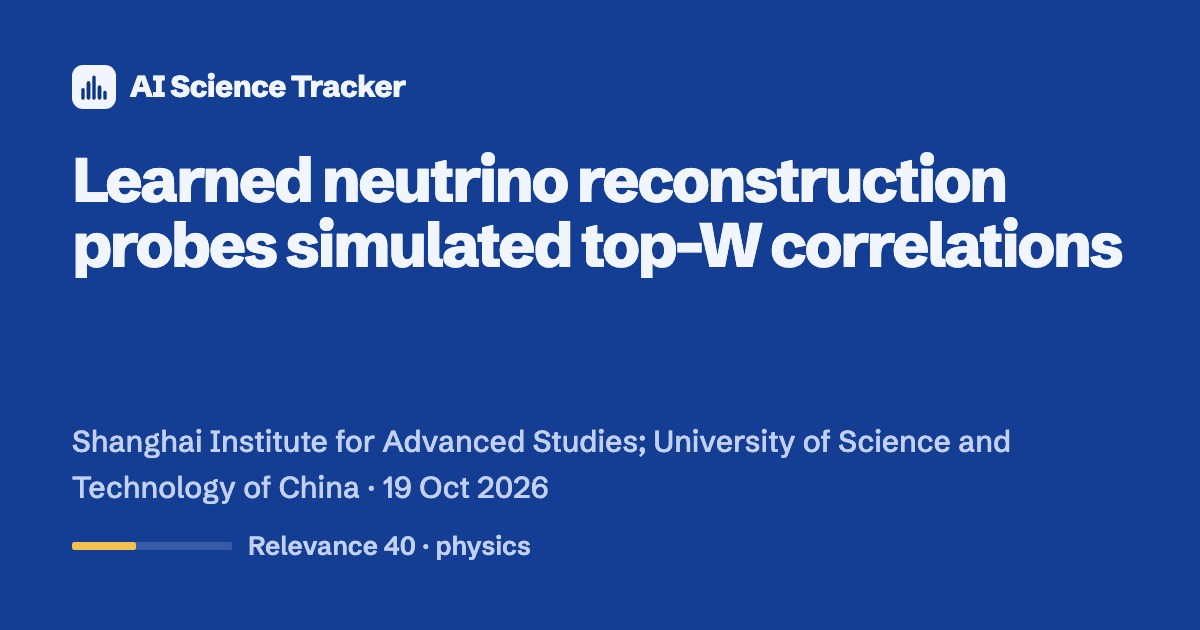 AI Science Tracker
Learned neutrino reconstruction
probes simulated top-W correlations
Shanghai Institute for Advanced Studies; University of Science and
Technology of China · 19 Oct 2026
Relevance 40 · physics